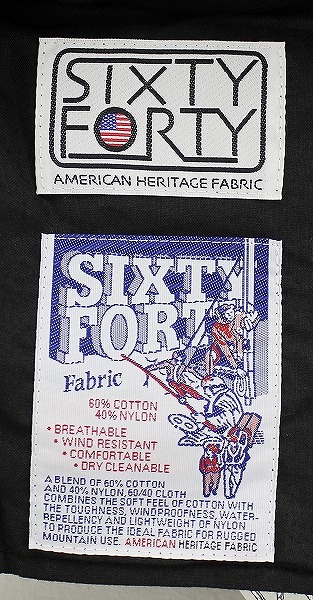 SIXTY
FORTY
AMERICAN HERITAGE FABRIC
SIXTY
FORTY
Fabric
60% COTTON
40% NYLON
• BREATHABLE
• WIND RESISTANT
• COMFORTABLE
• DRY CLEANABLE
A BLEND OF 60% COTTON
AND 40% NYLON, 60/40 CLOTH
COMBINES THE SOFT FEEL OF COTTON WITH
THE TOUGHNESS, WINDPROOFNESS, WATER-
REPELLENCY AND LIGHTWEIGHT OF NYLON
TO PRODUCE THE IDEAL FABRIC FOR RUGGED
MOUNTAIN USE. AMERICAN HERITAGE FABRIC